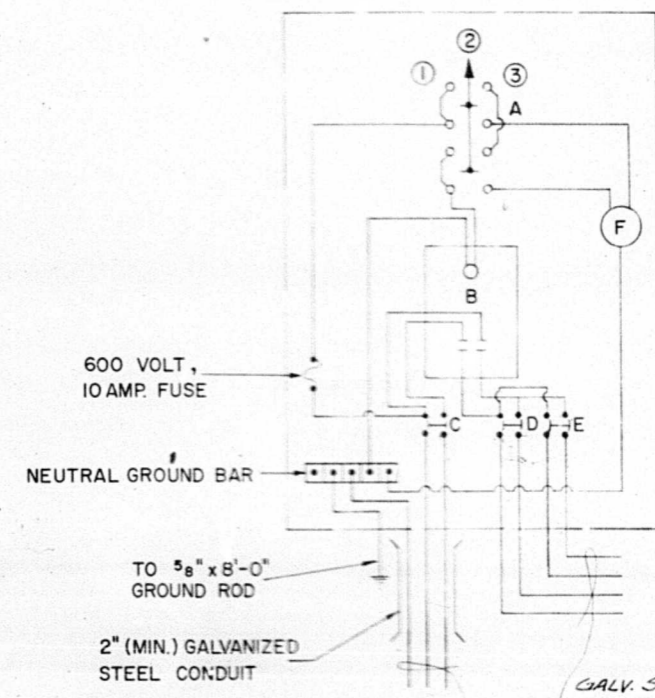 ②
① ③
A
F
B
600 VOLT,
10 AMP. FUSE
C D E
NEUTRAL GROUND BAR
TO 5/8" x 8'-0"
GROUND ROD
2" (MIN.) GALVANIZED
STEEL CONDUIT
GALV. S